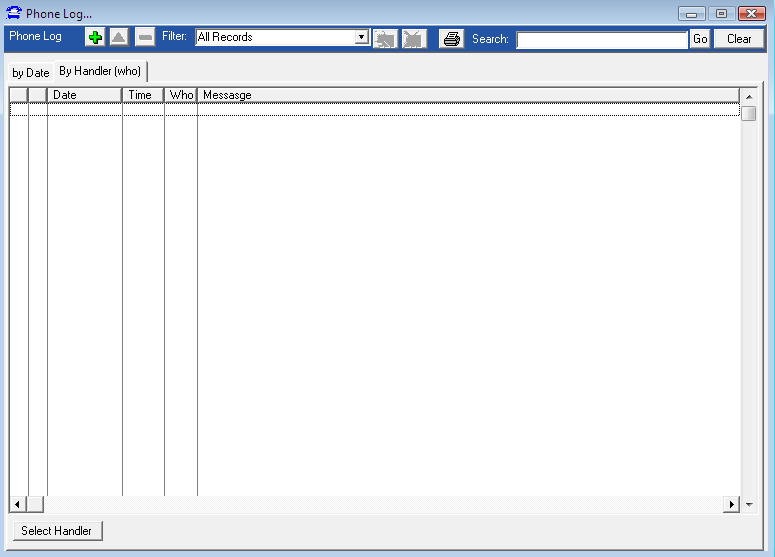 Phone Log...
Phone Log Filter: All Records Search: Go Clear
by Date By Handler (who)
Date Time Who Messasge
Select Handler